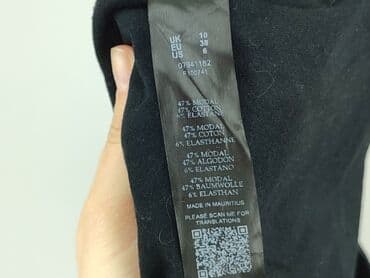 UK 10
EU 38
US 6
07941182
F100741
47% MODAL
47% COTTON
6% ELASTANE
47% MODAL
47% COTON
6% ELASTHANNE
47% MODAL
47% ALGODÓN
6% ELASTANO
47% MODAL
47% BAUMWOLLE
6% ELASTHAN
MADE IN MAURITIUS
PLEASE SCAN ME FOR
TRANSLATIONS